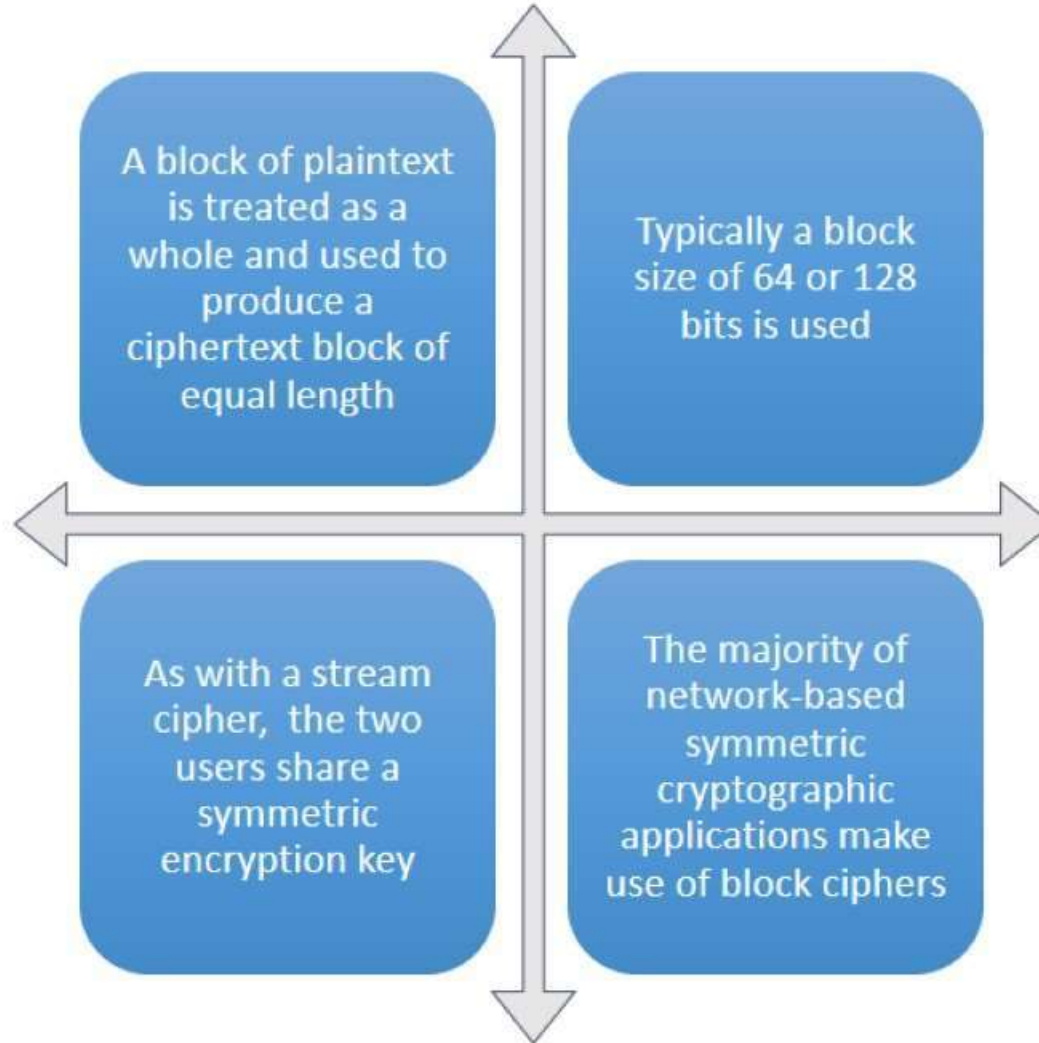 A block of plaintext
is treated as a
whole and used to
produce a
ciphertext block of
equal length
Typically a block
size of 64 or 128
bits is used
As with a stream
cipher, the two
users share a
symmetric
encryption key
The majority of
network-based
symmetric
cryptographic
applications make
use of block ciphers